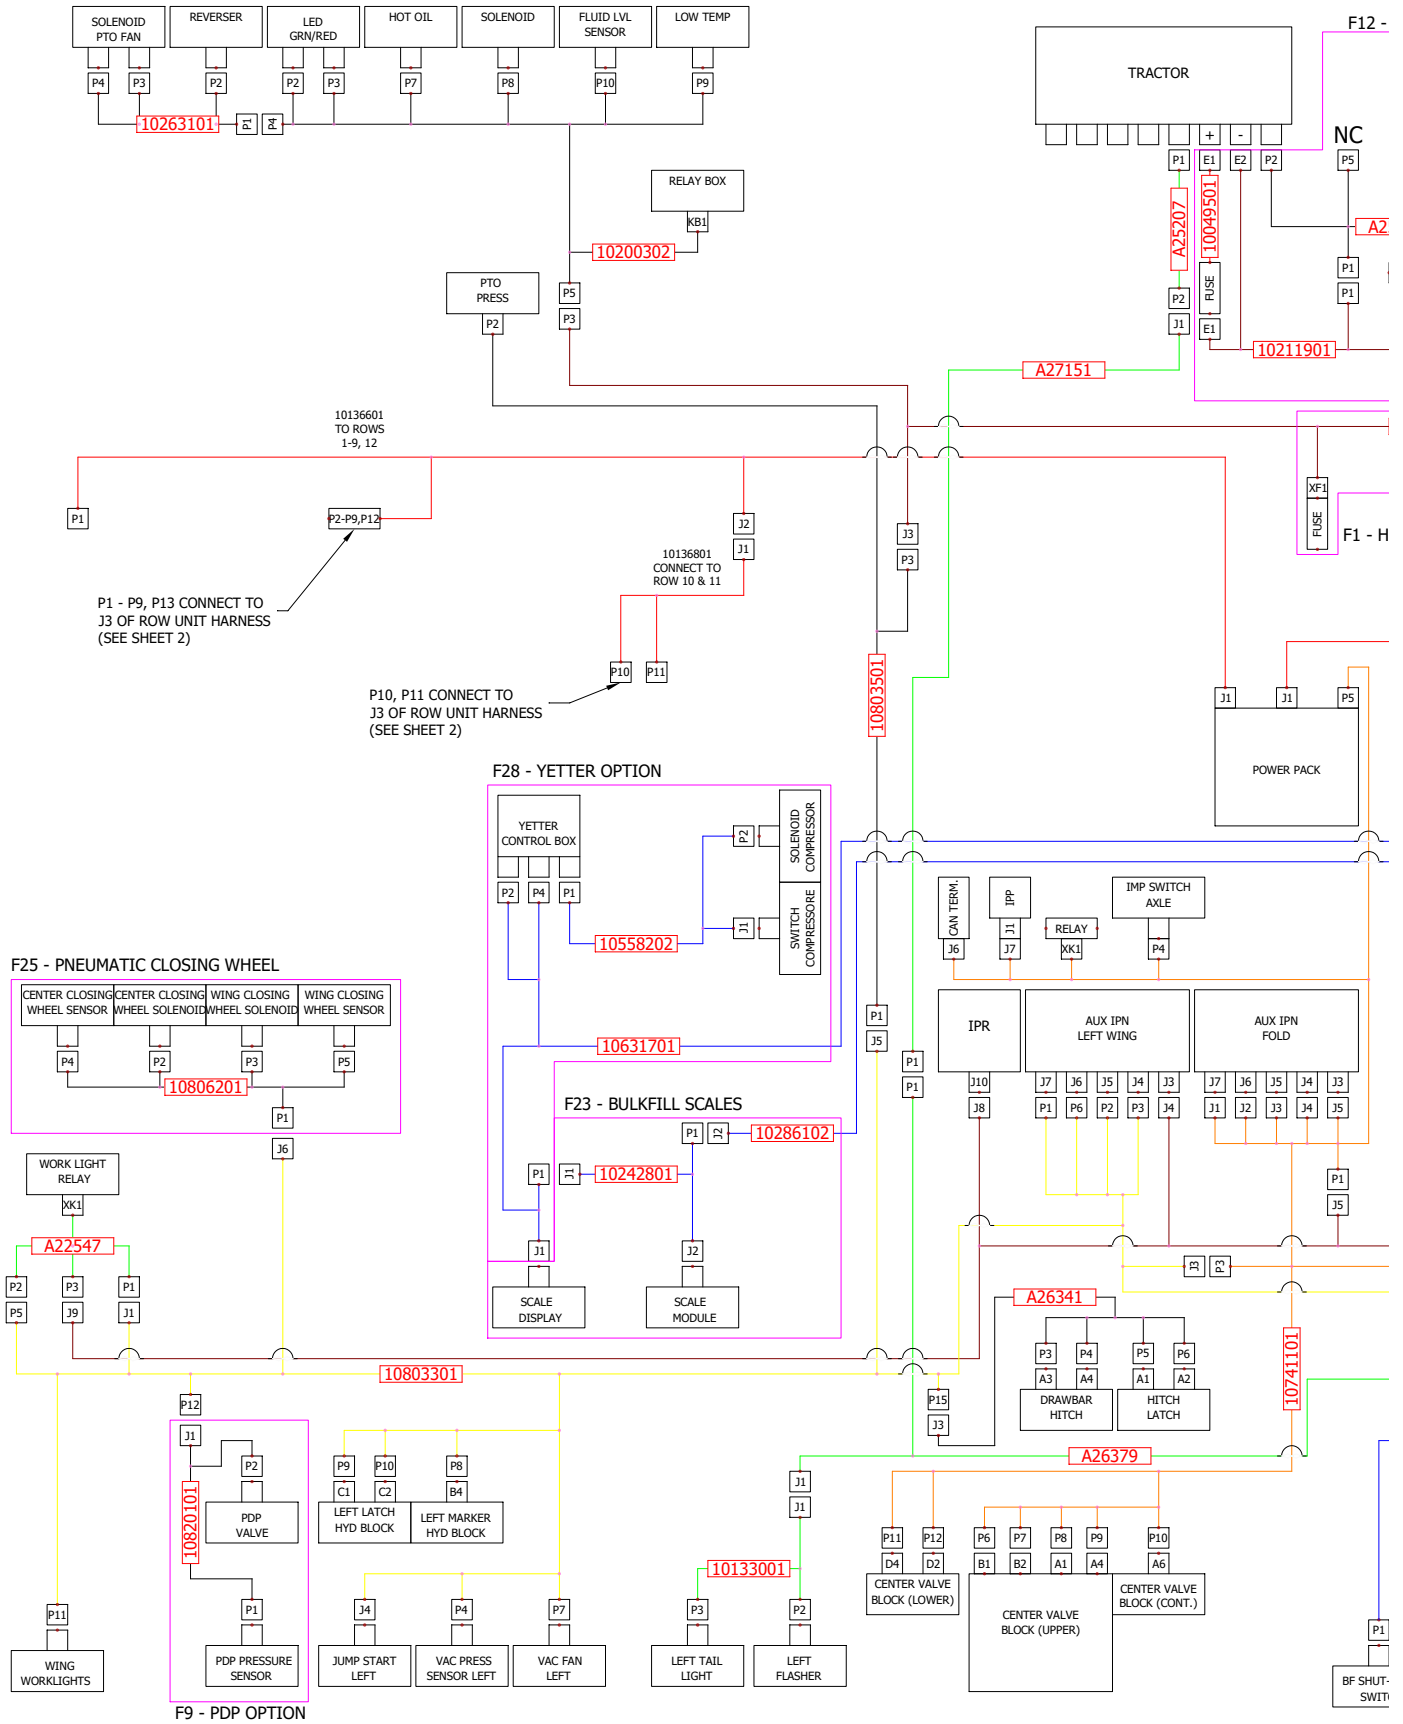 SOLENOID
PTO FAN
REVERSER
LED
GRN/RED
HOT OIL
SOLENOID
FLUID LVL
SENSOR
LOW TEMP
P4
P3
P2
P2
P3
P7
P8
P10
P9
10263101
P1
P4
RELAY BOX
KB1
10200302
PTO
PRESS
P2
P5
P3
TRACTOR
+
-
F12 -
NC
P1
E1
E2
P2
P5
A25207
10049501
A2
FUSE
P2
J1
E1
P1
P1
10211901
A27151
10136601
TO ROWS
1-9, 12
P1
P2-P9,P12
J2
J1
10136801
CONNECT TO
ROW 10 & 11
P1 - P9, P13 CONNECT TO
J3 OF ROW UNIT HARNESS
(SEE SHEET 2)
P10
P11
P10, P11 CONNECT TO
J3 OF ROW UNIT HARNESS
(SEE SHEET 2)
J3
P3
10803501
XF1
FUSE
F1 - H
J1
J1
P5
POWER PACK
F28 - YETTER OPTION
YETTER
CONTROL BOX
P2
P4
P1
P2
SOLENOID
COMPRESSOR
J1
SWITCH
COMPRESSORE
10558202
10631701
CAN TERM.
J6
IPP
J1
J7
RELAY
XK1
IMP SWITCH
AXLE
P4
F25 - PNEUMATIC CLOSING WHEEL
CENTER CLOSING
WHEEL SENSOR
CENTER CLOSING
WHEEL SOLENOID
WING CLOSING
WHEEL SOLENOID
WING CLOSING
WHEEL SENSOR
P4
P2
P3
P5
10806201
P1
J6
P1
J5
P1
P1
IPR
J10
J8
AUX IPN
LEFT WING
J7
J6
J5
J4
J3
P1
P6
P2
P3
J4
AUX IPN
FOLD
J7
J6
J5
J4
J3
J1
J2
J3
J4
J5
P1
J5
F23 - BULKFILL SCALES
P1
J2
10286102
P1
J1
10242801
J1
J2
SCALE
DISPLAY
SCALE
MODULE
WORK LIGHT
RELAY
XK1
A22547
P2
P3
P1
P5
J9
J1
J3
P3
A26341
P3
P4
P5
P6
A3
A4
A1
A2
DRAWBAR
HITCH
HITCH
LATCH
10741101
10803301
P12
P15
J3
J1
P2
PDP
VALVE
10820101
P1
PDP PRESSURE
SENSOR
F9 - PDP OPTION
P11
WING
WORKLIGHTS
P9
P10
P8
C1
C2
B4
LEFT LATCH
HYD BLOCK
LEFT MARKER
HYD BLOCK
J4
P4
P7
JUMP START
LEFT
VAC PRESS
SENSOR LEFT
VAC FAN
LEFT
A26379
J1
J1
10133001
P3
P2
LEFT TAIL
LIGHT
LEFT
FLASHER
P11
P12
D4
D2
CENTER VALVE
BLOCK (LOWER)
P6
P7
P8
P9
P10
B1
B2
A1
A4
A6
CENTER VALVE
BLOCK (UPPER)
CENTER VALVE
BLOCK (CONT.)
P1
BF SHUT-
SWITC